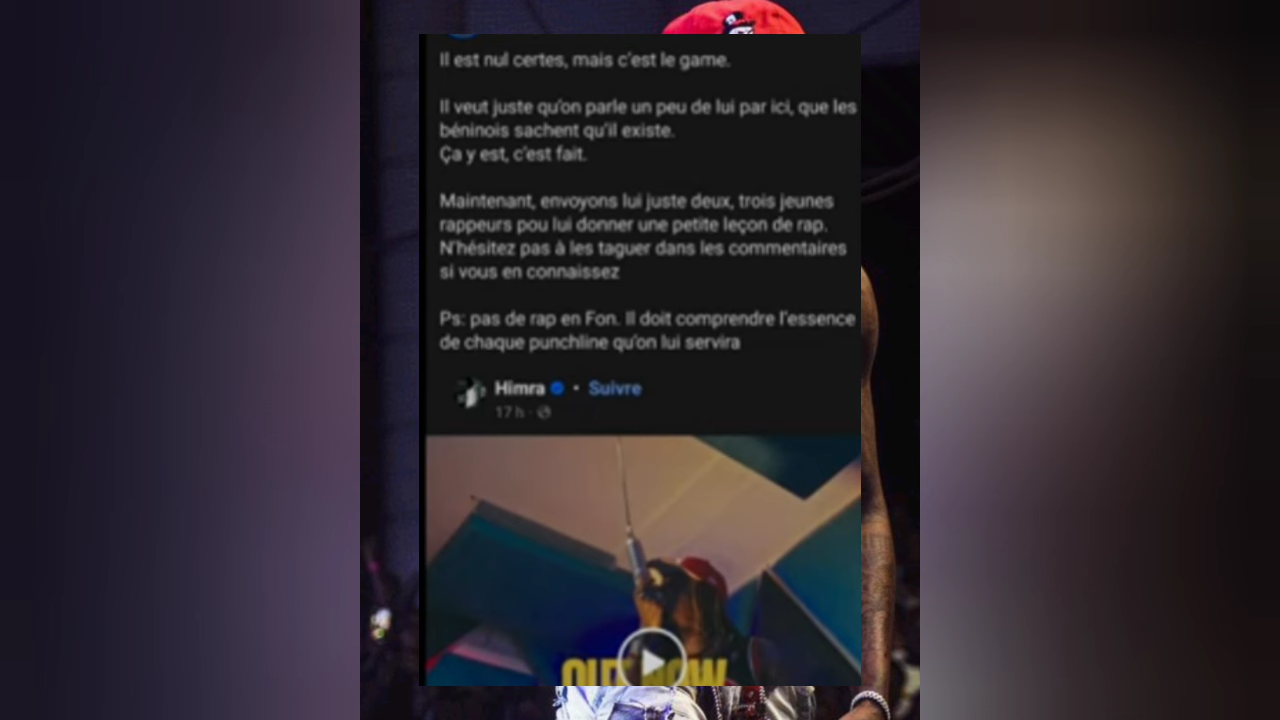 Il est nul certes, mais c'est le game.
Il veut juste qu'on parle un peu de lui par ici, que les
béninois sachent qu'il existe.
Ça y est, c'est fait.
Maintenant, envoyons lui juste deux, trois jeunes
rappeurs pou lui donner une petite leçon de rap.
N'hésitez pas à les taguer dans les commentaires
si vous en connaissez
Ps: pas de rap en Fon. Il doit comprendre l'essence
de chaque punchline qu'on lui servira
Himra • Suivre
17 h ·
OUT NOW